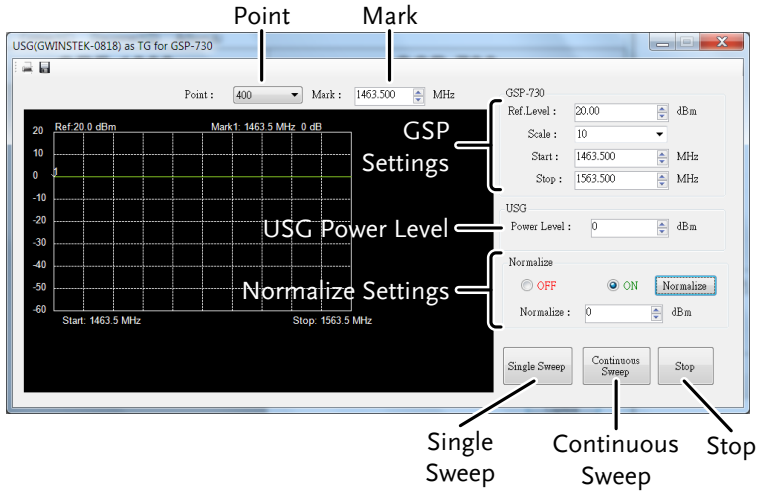 Point Mark
USG(GWINSTEK-0818) as TG for GSP-730
Point : 400 Mark : 1463.500 MHz
Ref:20.0 dBm Mark1: 1463.5 MHz 0 dB
20
10
0
-10
-20
-30
-40
-50
-60
1
Start: 1463.5 MHz Stop: 1563.5 MHz
GSP
Settings
GSP-730
Ref.Level : 20.00 dBm
Scale : 10
Start : 1463.500 MHz
Stop : 1563.500 MHz
USG Power Level
USG
Power Level : 0 dBm
Normalize Settings
Normalize
OFF ON Normalize
Normalize : 0 dBm
Single Sweep Continuous Sweep Stop
Single
Sweep
Continuous
Sweep
Stop